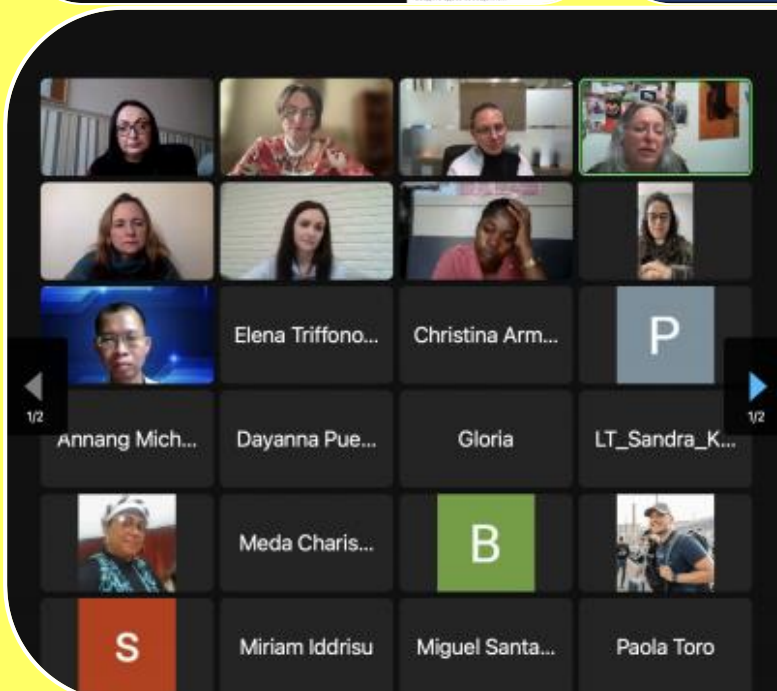 Elena Triffono...
Christina Arm...
P
1/2
1/2
Annang Mich...
Dayanna Pue...
Gloria
LT_Sandra_K...
Meda Charis...
B
S
Miriam Iddrisu
Miguel Santa...
Paola Toro